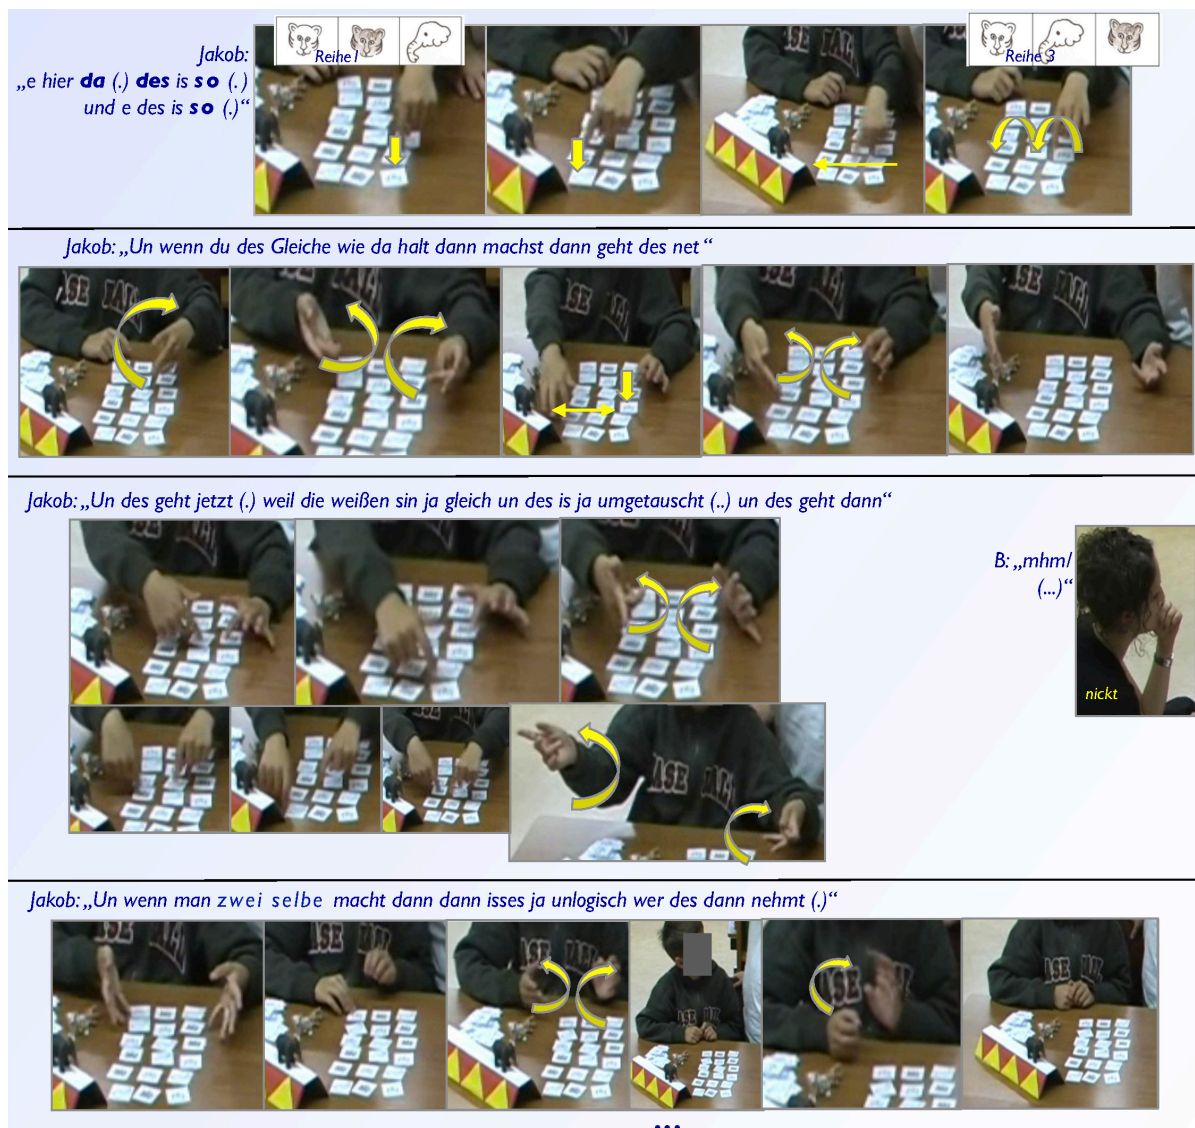 Jakob:
„e hier da (.) des is so (.)
und e des is so (.)“
Reihe1
Reihe 3
Jakob: „Un wenn du des Gleiche wie da halt dann machst dann geht des net “
Jakob: „Un des geht jetzt (.) weil die weißen sin ja gleich un des is ja umgetauscht (..) un des geht dann“
B: „mhm/
(...)“
nickt
Jakob: „Un wenn man zwei selbe macht dann dann isses ja unlogisch wer des dann nehmt (.)“
...